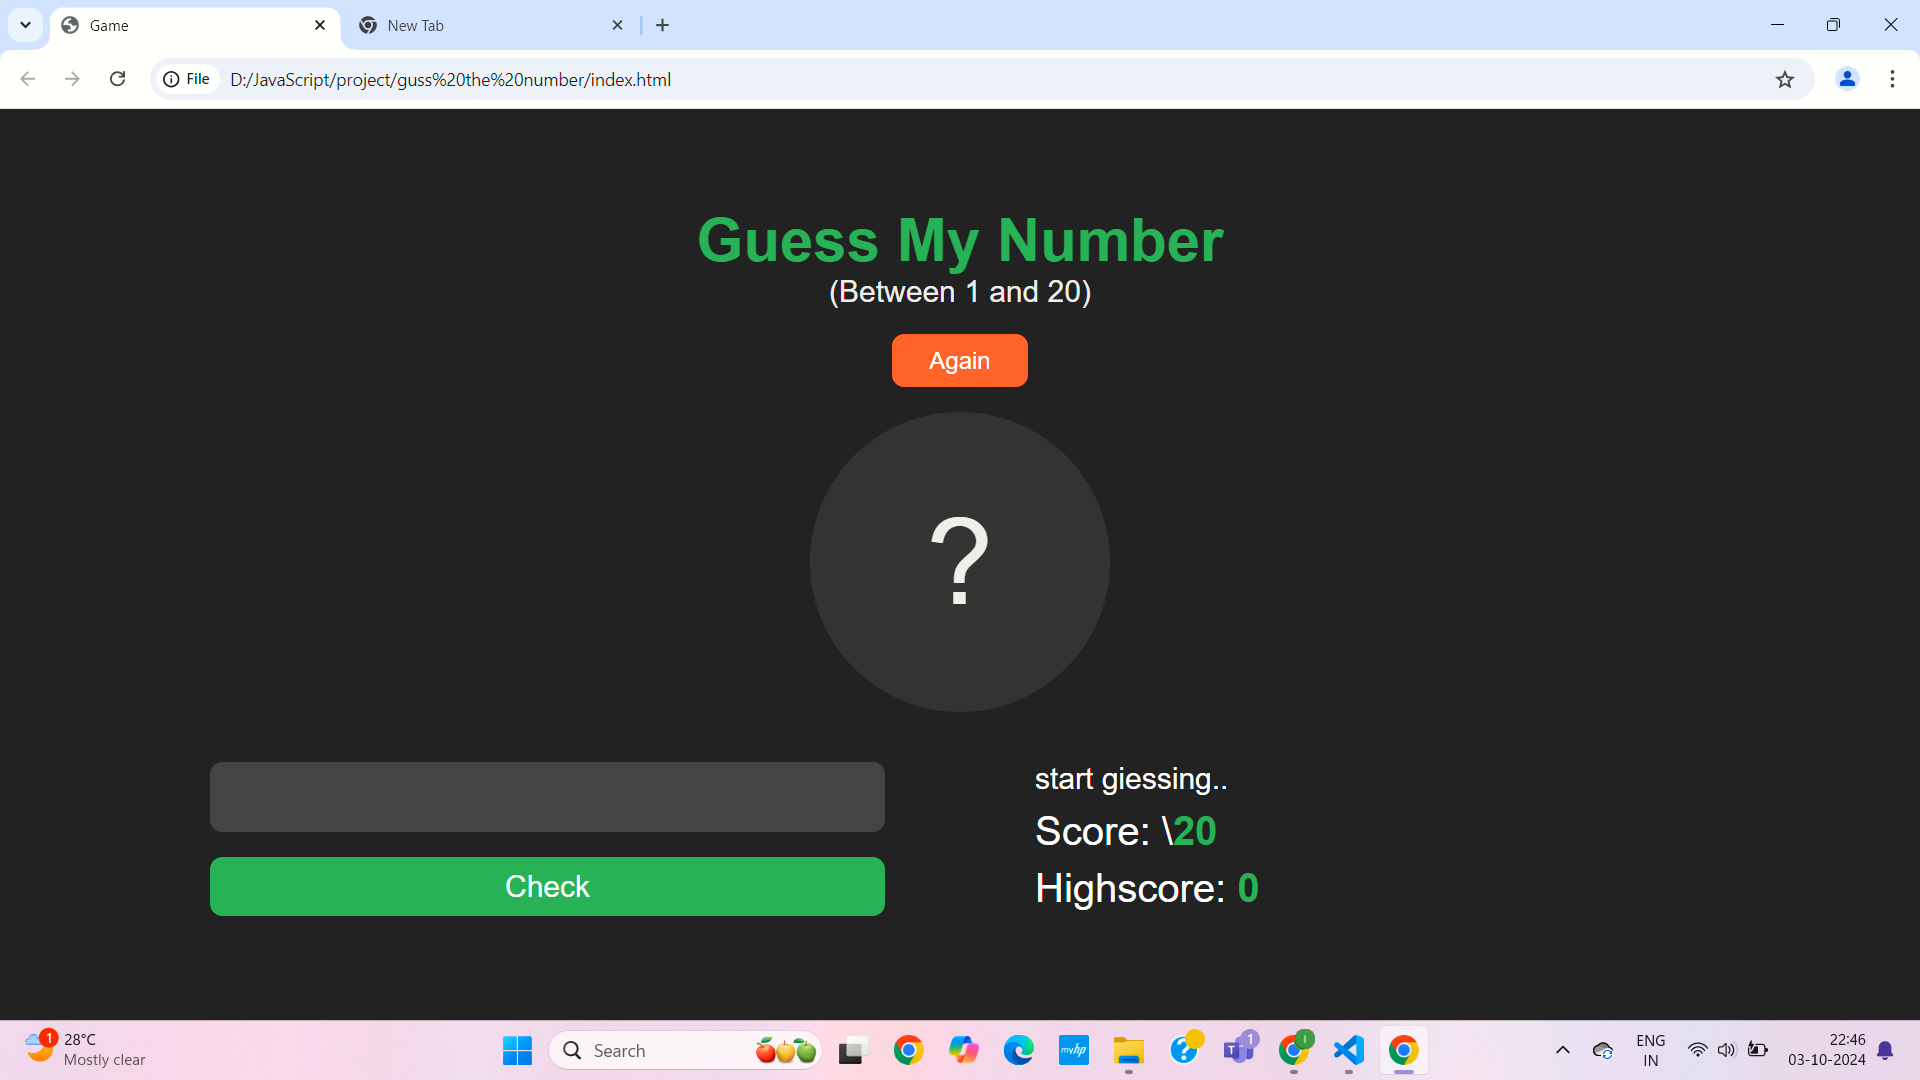 Game
New Tab
File
D:/JavaScript/project/guss%20the%20number/index.html
Guess My Number
(Between 1 and 20)
Again
?
start giessing..
Score: \20
Check
Highscore: 0
1
28°C
Mostly clear
Search
myhp
?
T
1
I
ENG
IN
22:46
03-10-2024